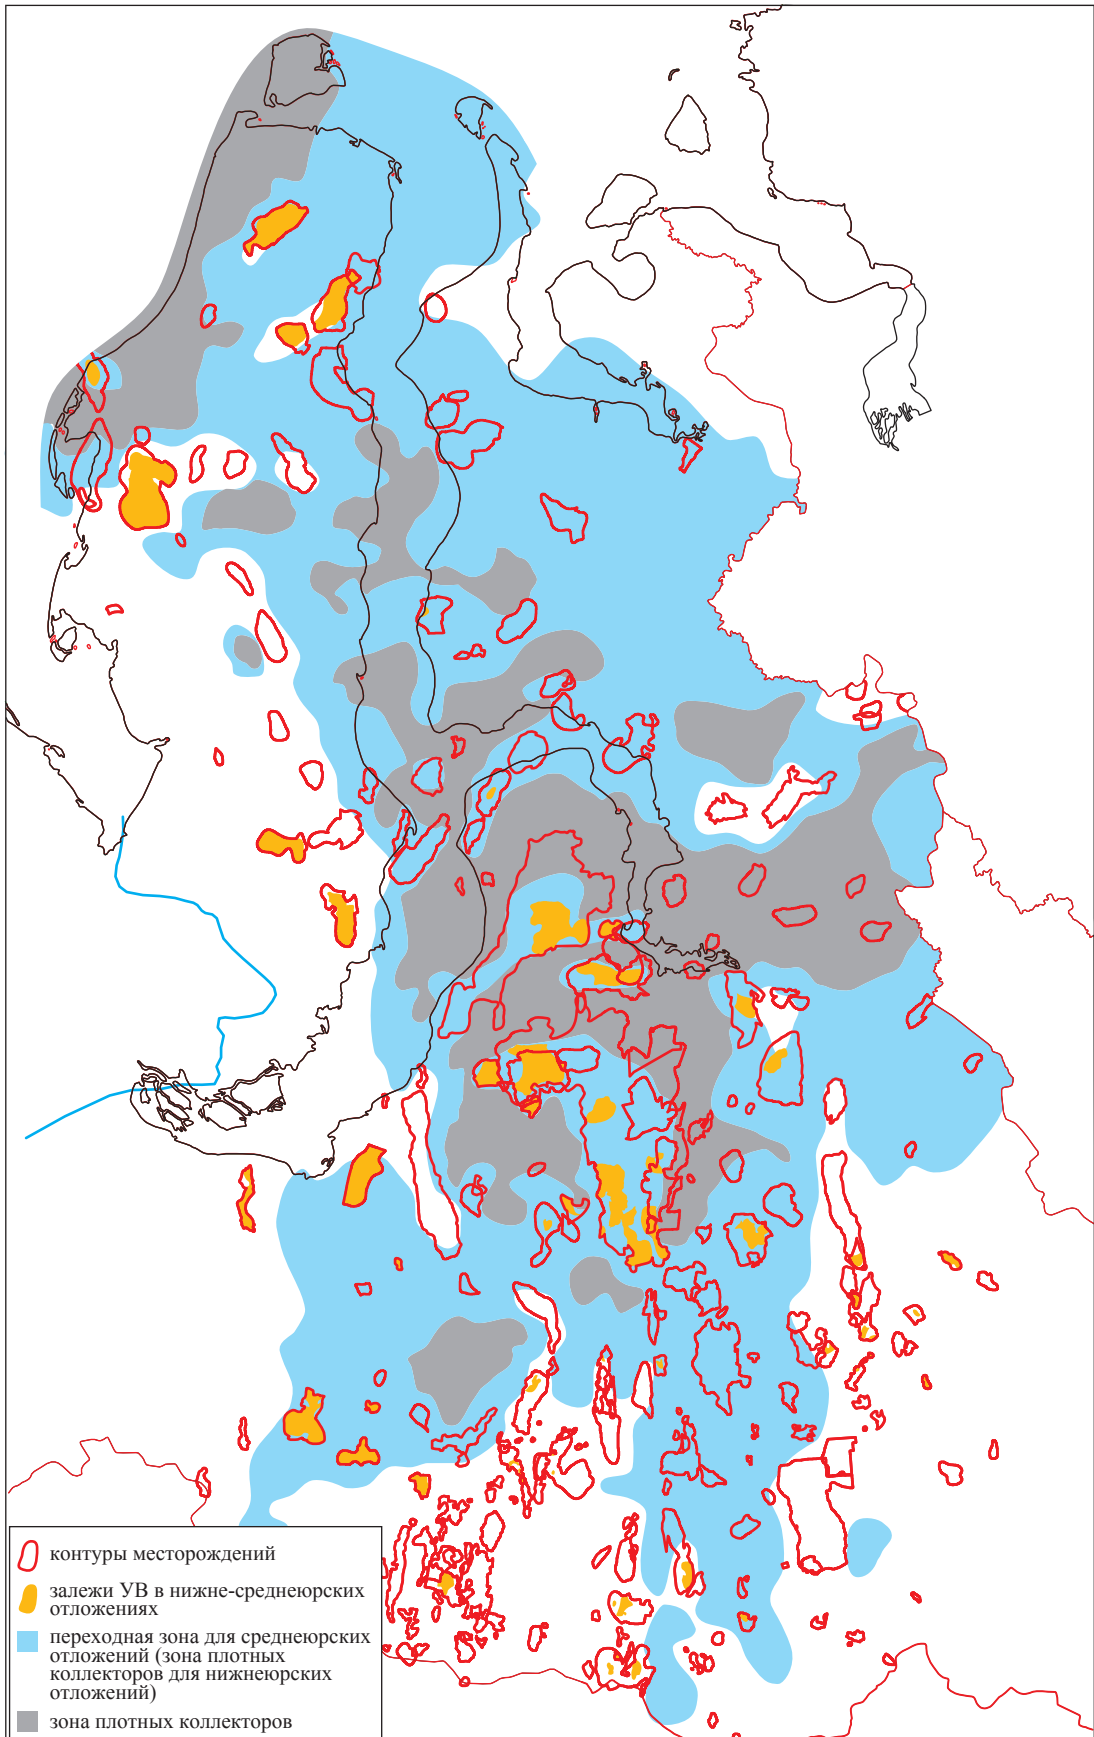 контуры месторождений
залежи УВ в нижне-среднеюрских
отложениях
переходная зона для среднеюрских
отложений (зона плотных
коллекторов для нижнеюрских
отложений)
зона плотных коллекторов